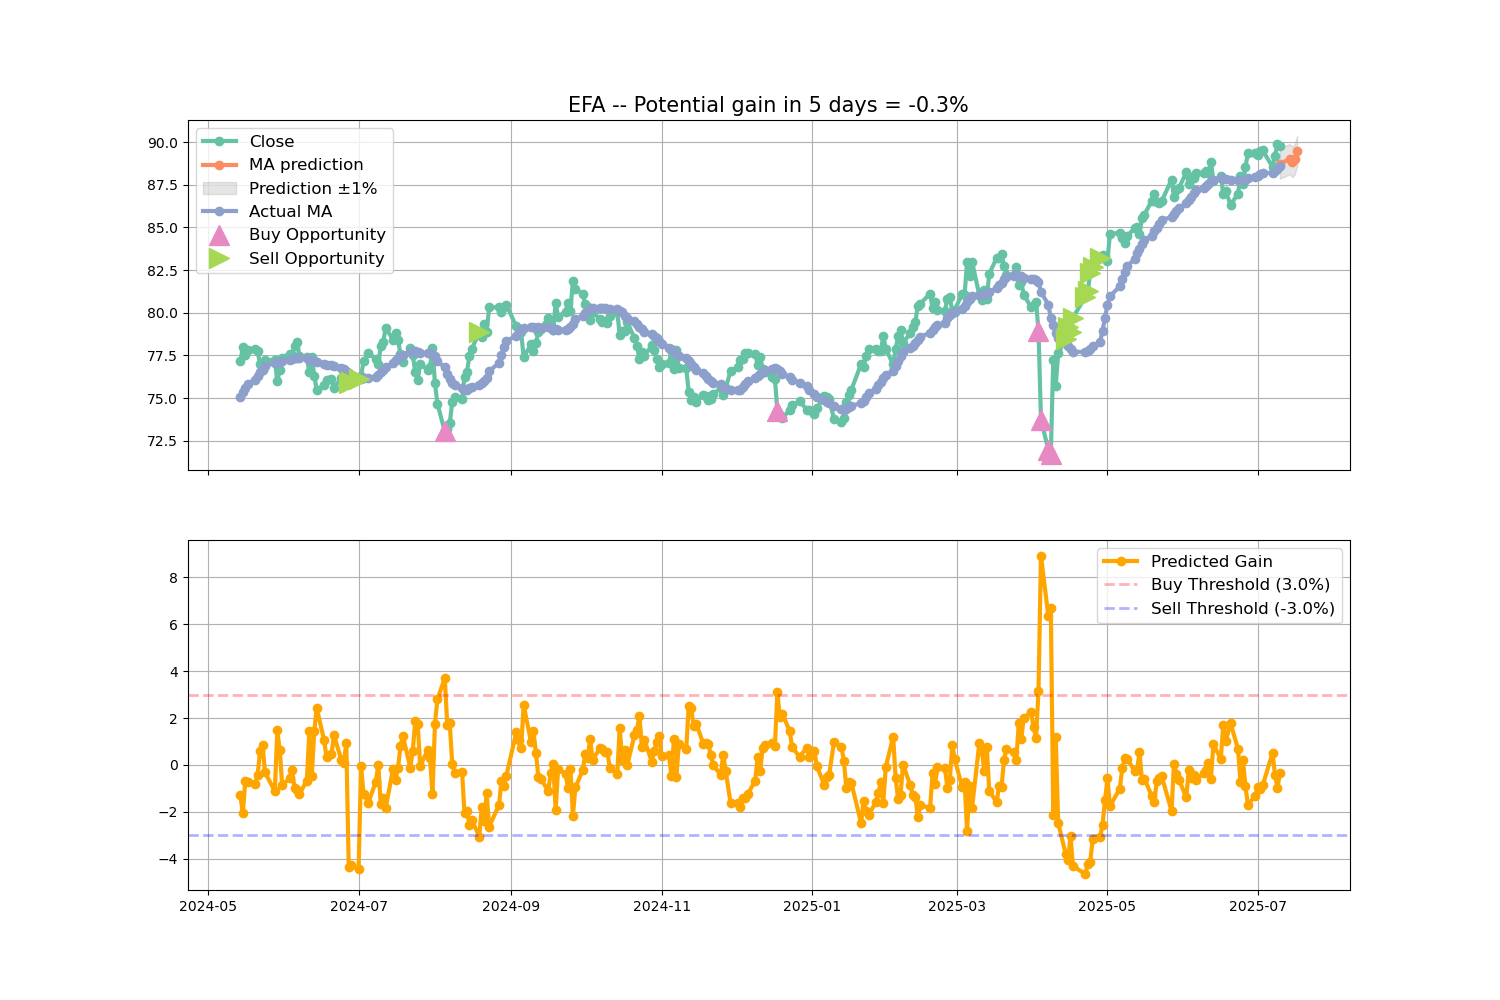 EFA -- Potential gain in 5 days = -0.3%
Close
MA prediction
Prediction ±1%
Actual MA
Buy Opportunity
Sell Opportunity
90.0
87.5
85.0
82.5
80.0
77.5
75.0
72.5
Predicted Gain
Buy Threshold (3.0%)
Sell Threshold (-3.0%)
8
6
4
2
0
−2
−4
2024-05 2024-07 2024-09 2024-11 2025-01 2025-03 2025-05 2025-07